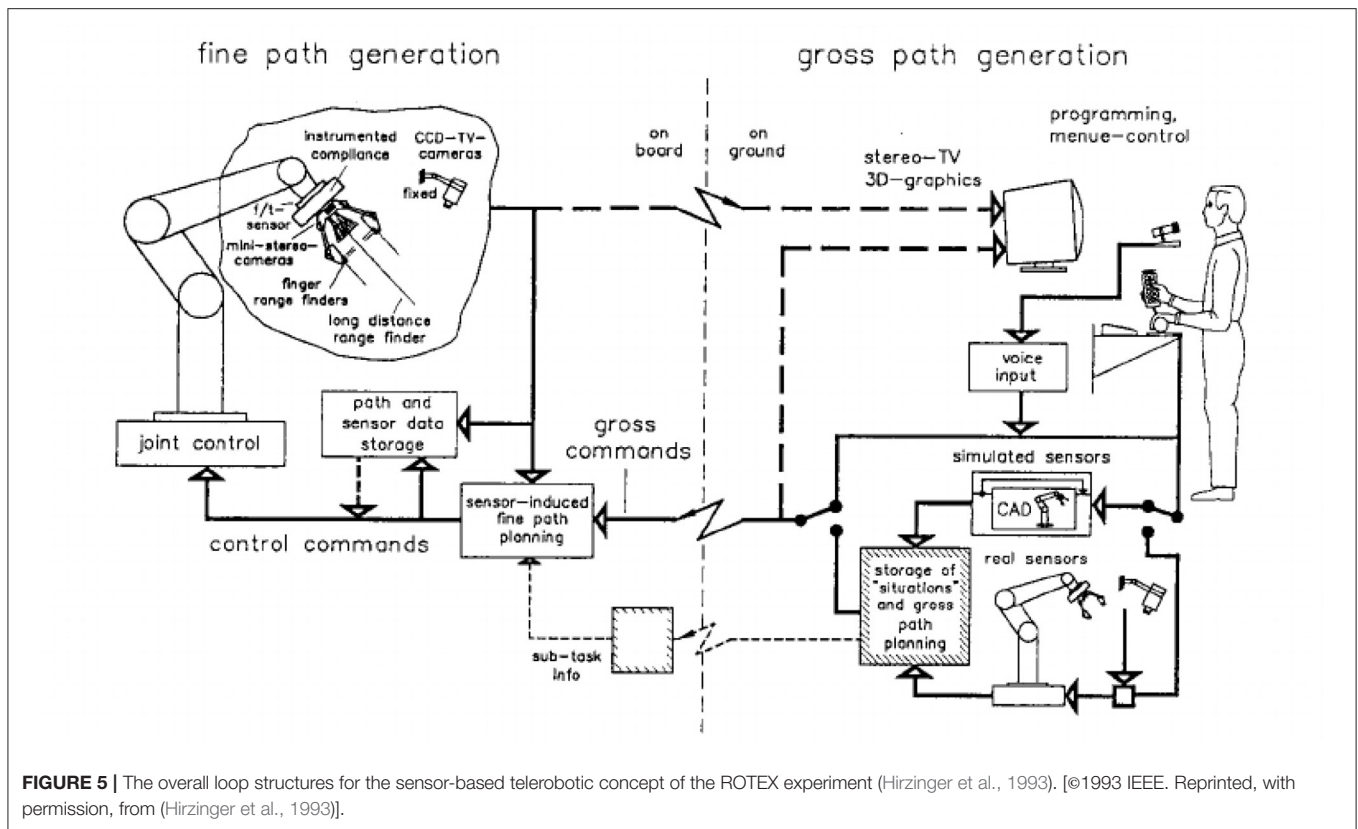 fine path generation
gross path generation
programming,
menue-control
on
board
on
ground
stereo-TV
3D-graphics
instrumented
compliance
CCD-TV-
cameras
fixed
f/t-
sensor
mini-stereo-
cameras
finger
range finders
long distance
range finder
voice
input
path and
sensor data
storage
joint control
gross
commands
simulated sensors
CAD
sensor-induced
fine path
planning
control commands
real sensors
storage of
"situations"
and gross
path
planning
sub-task
Info
FIGURE 5 | The overall loop structures for the sensor-based telerobotic concept of the ROTEX experiment (Hirzinger et al., 1993). [©1993 IEEE. Reprinted, with
permission, from (Hirzinger et al., 1993)].